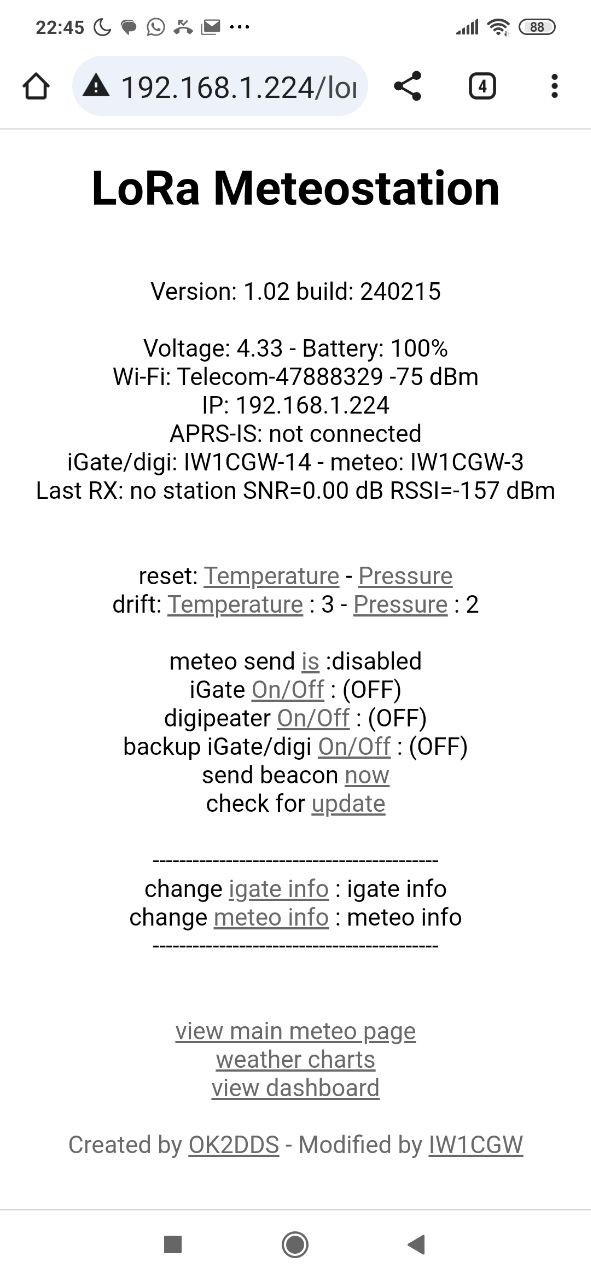 22:45
88
192.168.1.224/lor
4
LoRa Meteostation
Version: 1.02 build: 240215
Voltage: 4.33 - Battery: 100%
Wi-Fi: Telecom-47888329 -75 dBm
IP: 192.168.1.224
APRS-IS: not connected
iGate/digi: IW1CGW-14 - meteo: IW1CGW-3
Last RX: no station SNR=0.00 dB RSSI=-157 dBm
reset: Temperature - Pressure
drift: Temperature : 3 - Pressure : 2
meteo send is :disabled
iGate On/Off : (OFF)
digipeater On/Off : (OFF)
backup iGate/digi On/Off : (OFF)
send beacon now
check for update
-------------------------------------------
change igate info : igate info
change meteo info : meteo info
-------------------------------------------
view main meteo page
weather charts
view dashboard
Created by OK2DDS - Modified by IW1CGW